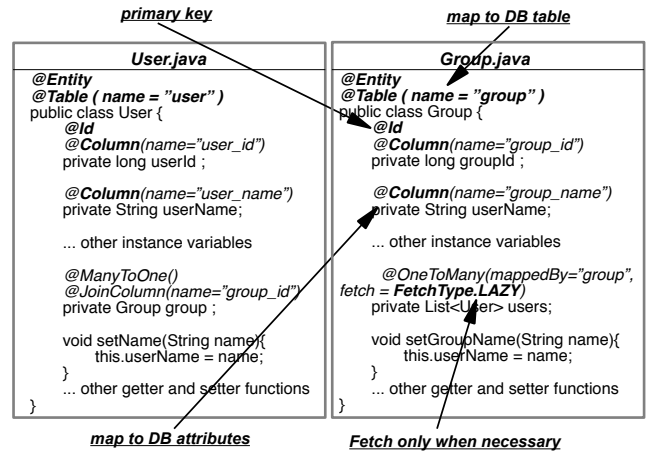 primary key
map to DB table
User.java
@Entity
@Table ( name = ”user” )
public class User {
@Id
@Column(name=”user_id”)
private long userId ;
@Column(name=”user_name”)
private String userName;
... other instance variables
@ManyToOne()
@JoinColumn(name=”group_id”)
private Group group ;
void setName(String name){
this.userName = name;
}
... other getter and setter functions
}
Group.java
@Entity
@Table ( name = ”group” )
public class Group {
@Id
@Column(name=”group_id”)
private long groupId ;
@Column(name=”group_name”)
private String userName;
... other instance variables
@OneToMany(mappedBy=”group”,
fetch = FetchType.LAZY)
private List<User> users;
void setGroupName(String name){
this.userName = name;
}
... other getter and setter functions
}
map to DB attributes
Fetch only when necessary